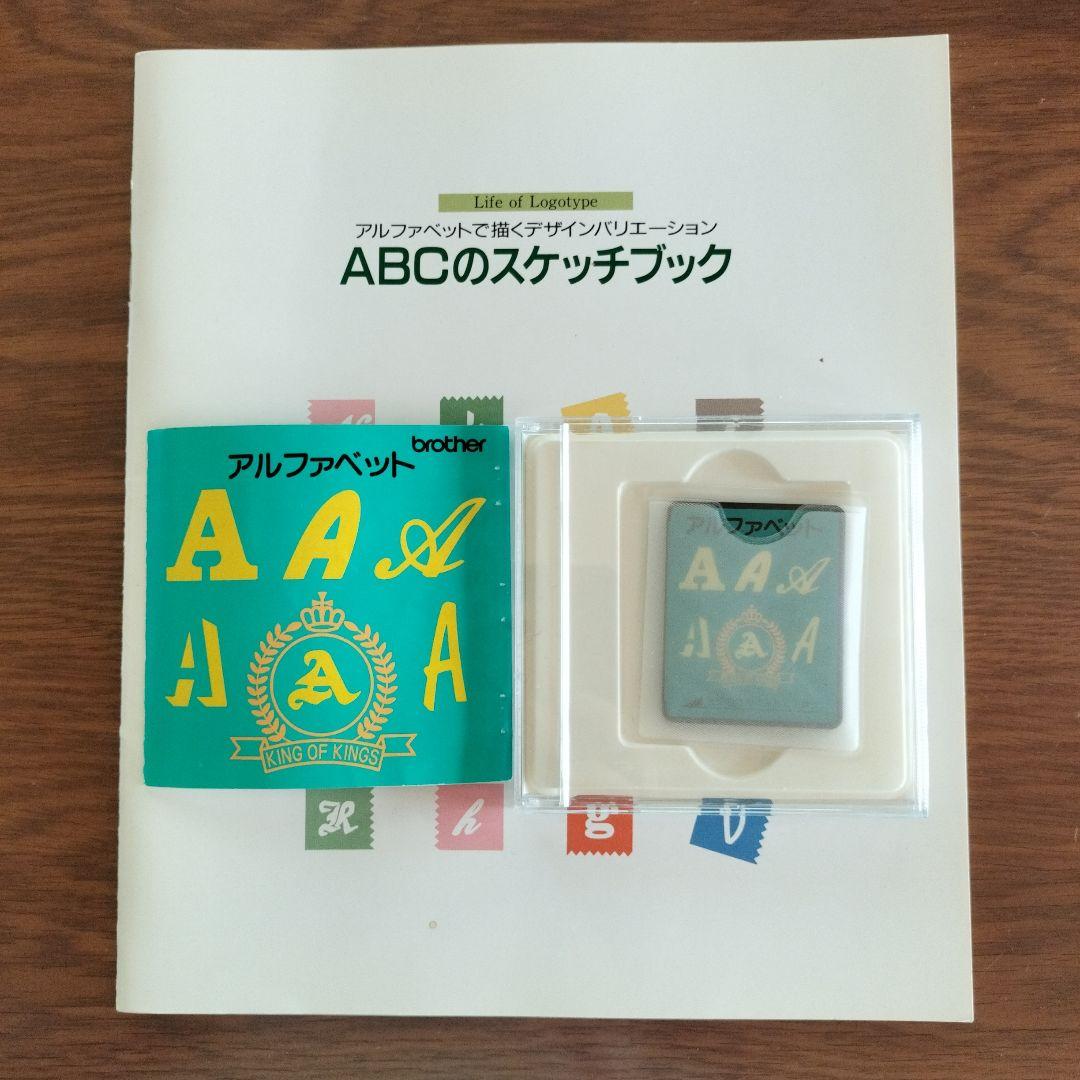 Life of Logotype
アルファベットで描くデザインバリエーション
ABCのスケッチブック
brother
アルファベット
A A A
A A A
KING OF KINGS
アルファベット
A A A
A A A
R h g V